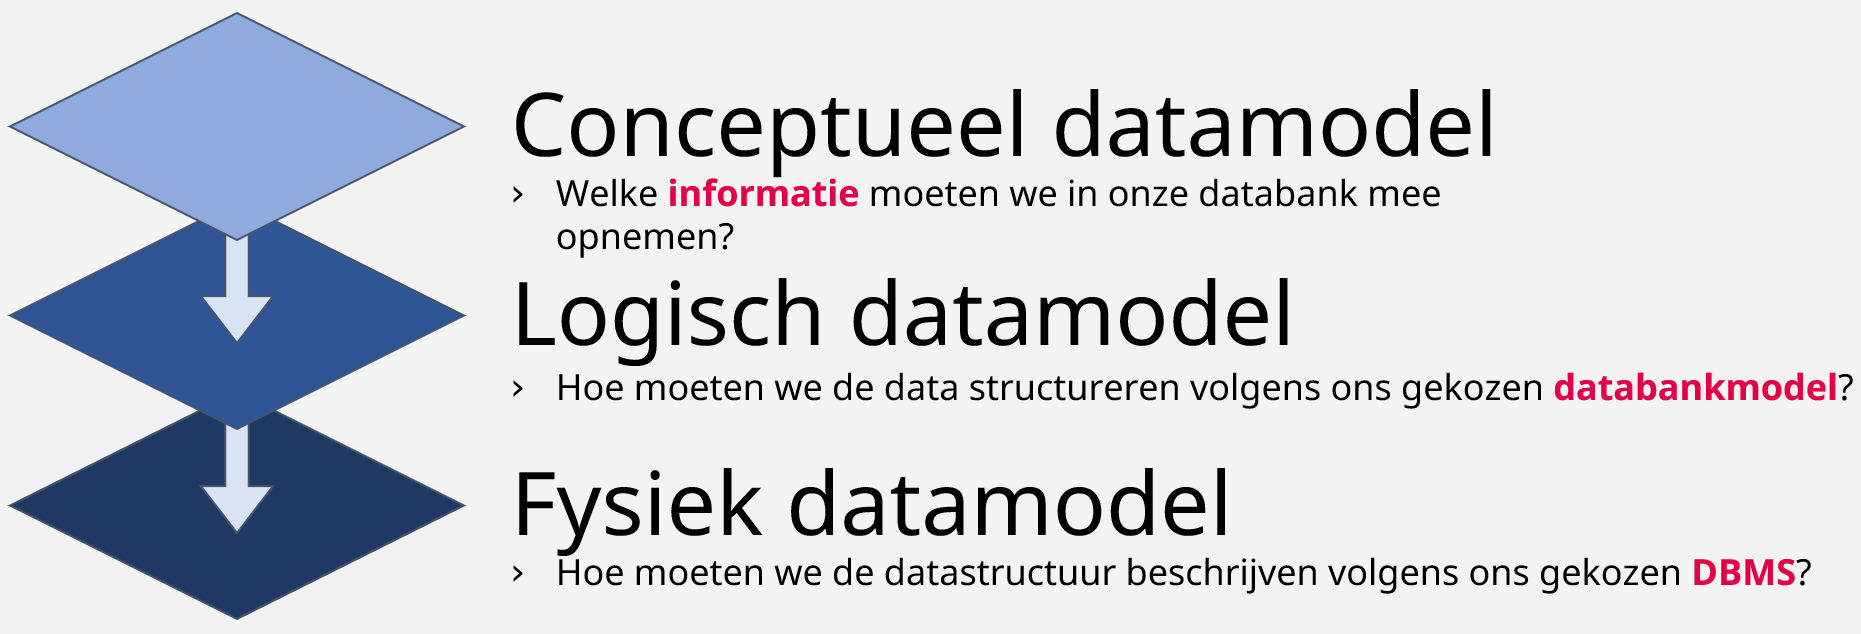 Conceptueel datamodel
› Welke informatie moeten we in onze databank mee
opnemen?
Logisch datamodel
› Hoe moeten we de data structureren volgens ons gekozen databankmodel?
Fysiek datamodel
› Hoe moeten we de datastructuur beschrijven volgens ons gekozen DBMS?